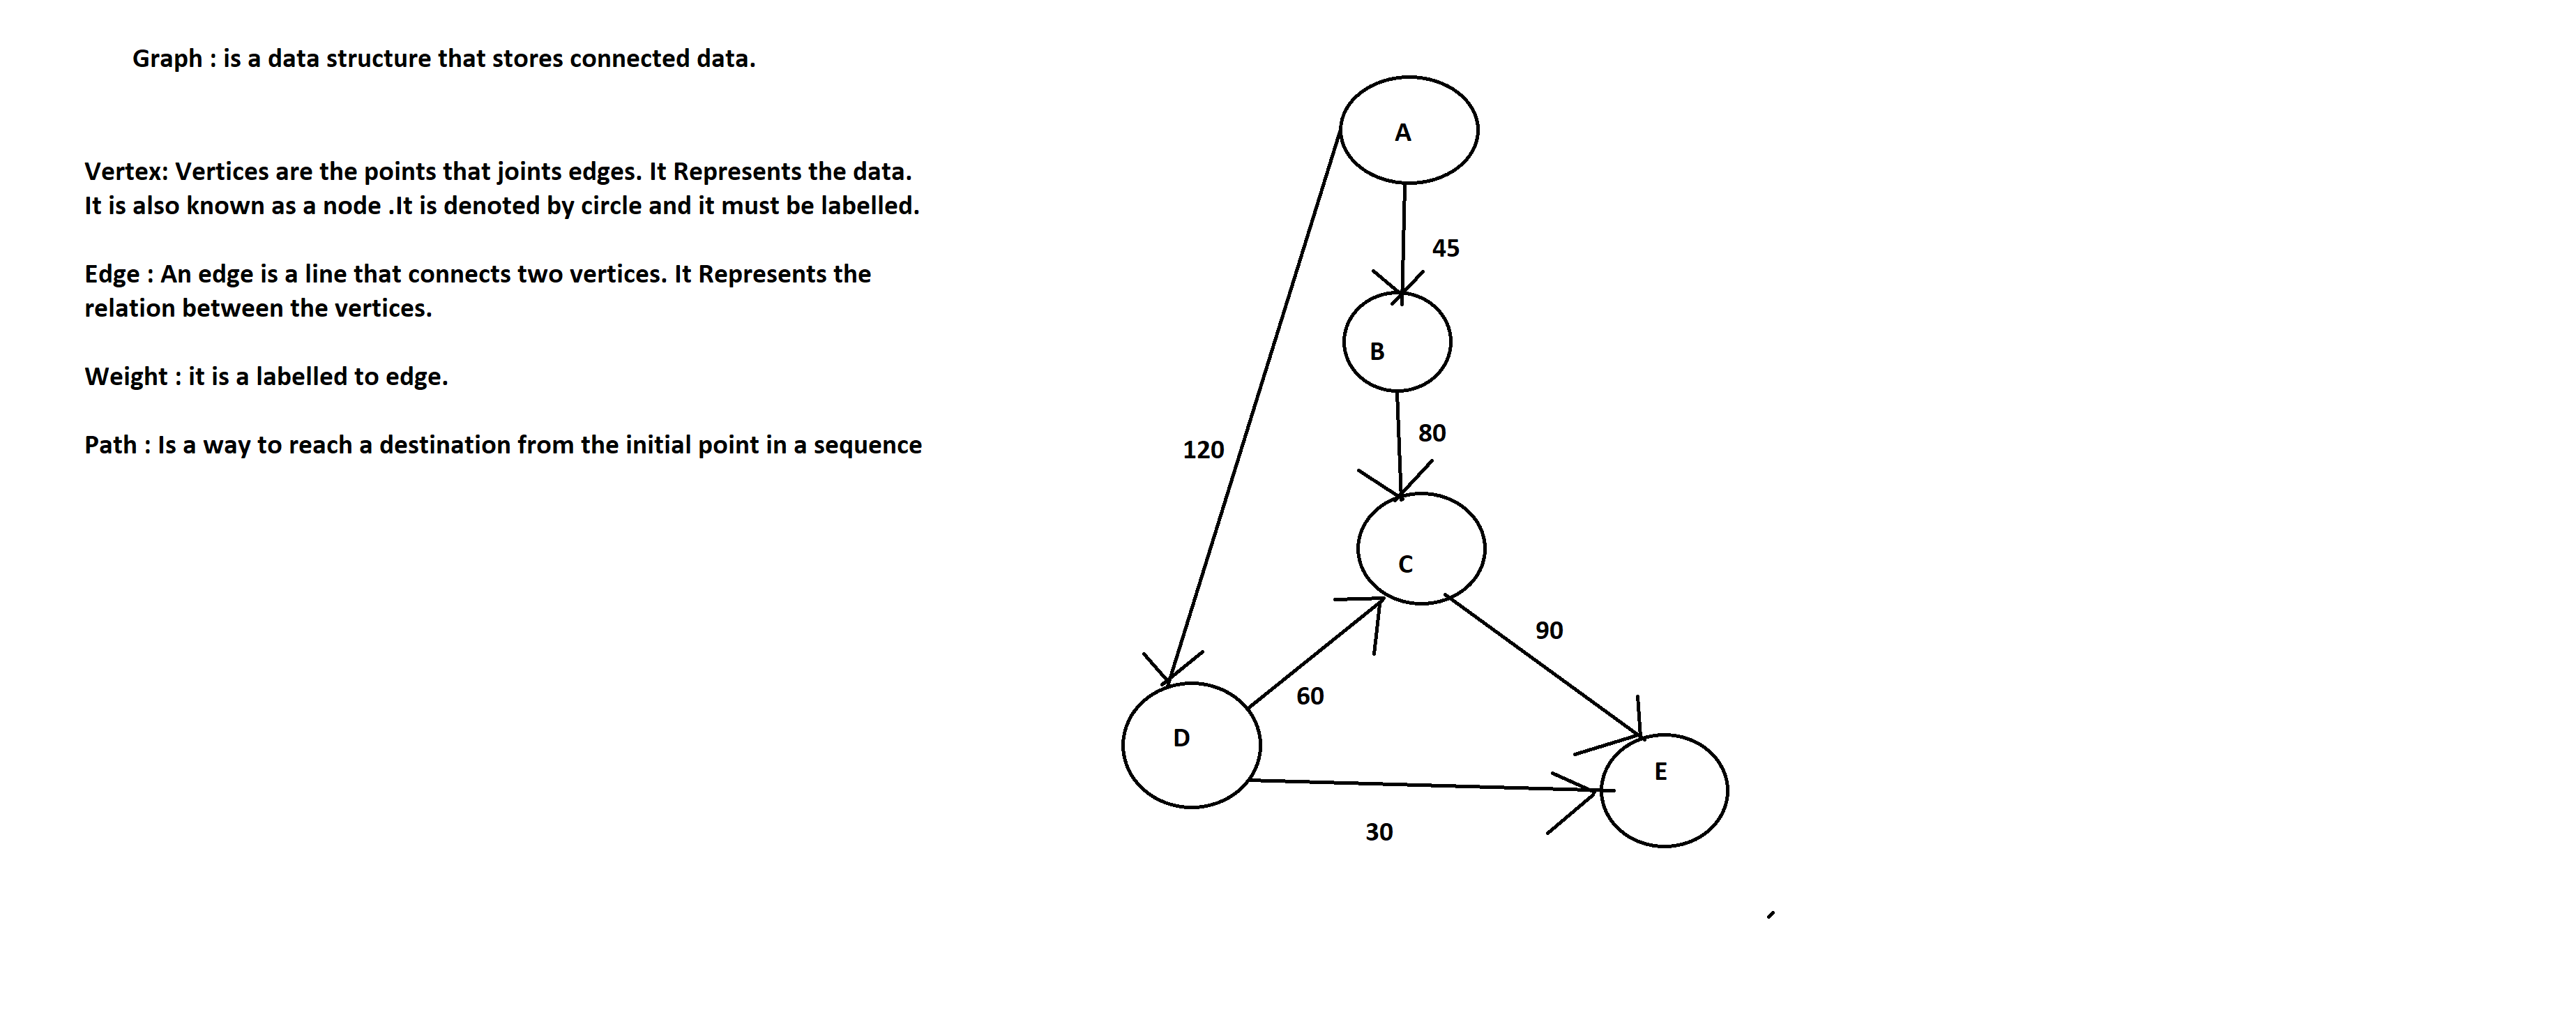 Graph : is a data structure that stores connected data.
Vertex: Vertices are the points that joints edges. It Represents the data.
It is also known as a node .It is denoted by circle and it must be labelled.
Edge : An edge is a line that connects two vertices. It Represents the
relation between the vertices.
Weight : it is a labelled to edge.
Path : Is a way to reach a destination from the initial point in a sequence
A
45
B
80
120
C
90
60
D
E
30